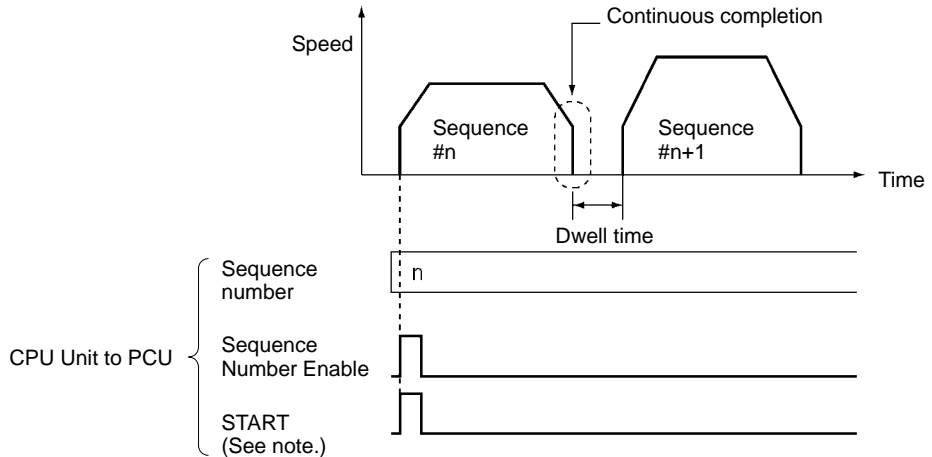 Continuous completion
Speed
Sequence
#n
Sequence
#n+1
Time
Dwell time
Sequence
number
n
CPU Unit to PCU
Sequence
Number Enable
START
(See note.)